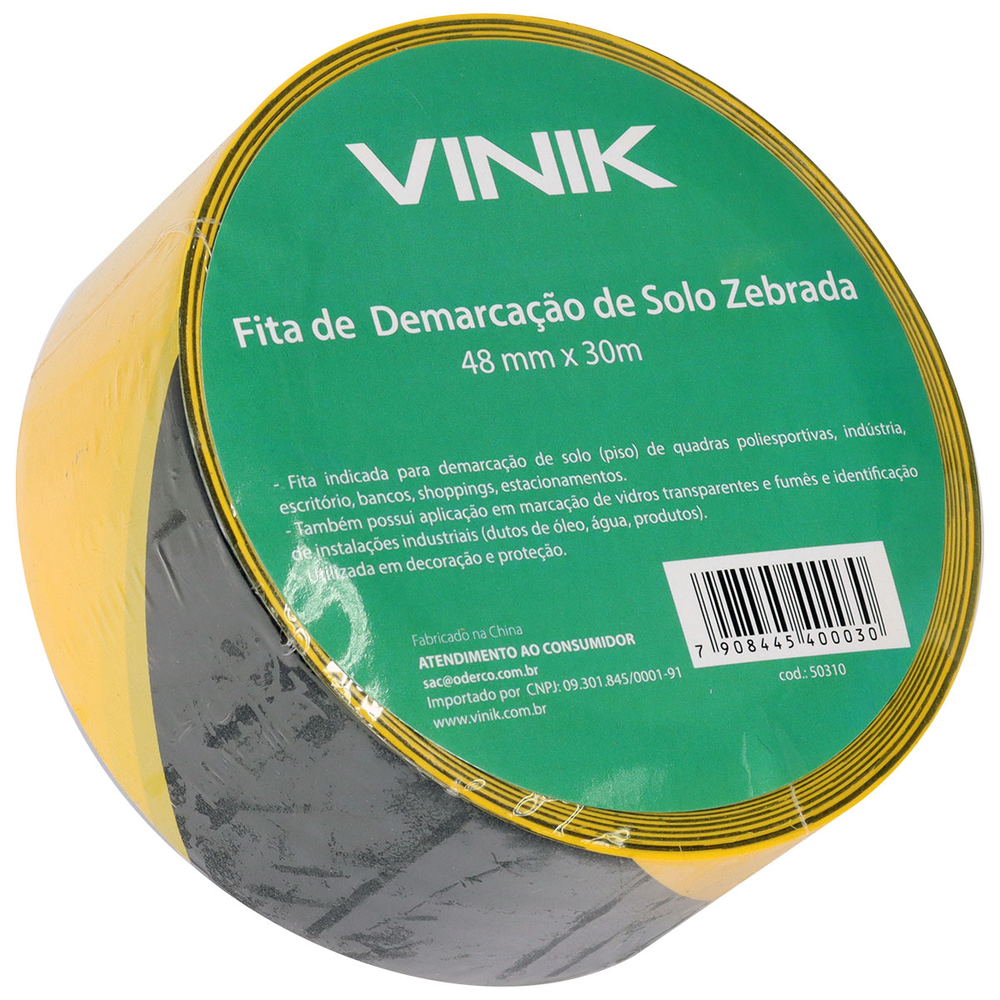 VINIK
Fita de Demarcação de Solo Zebrada
48 mm x 30m
- Fita indicada para demarcação de solo (piso) de quadras poliesportivas, indústria,
escritório, bancos, shoppings, estacionamentos.
- Também possui aplicação em marcação de vidros transparentes e fumês e identificação
de instalações industriais (dutos de óleo, água, produtos).
Utilizada em decoração e proteção.
Fabricado na China
ATENDIMENTO AO CONSUMIDOR
sac@oderco.com.br
Importado por CNPJ: 09.301.845/0001-91
www.vinik.com.br
7 908445 400030
cod.: 50310